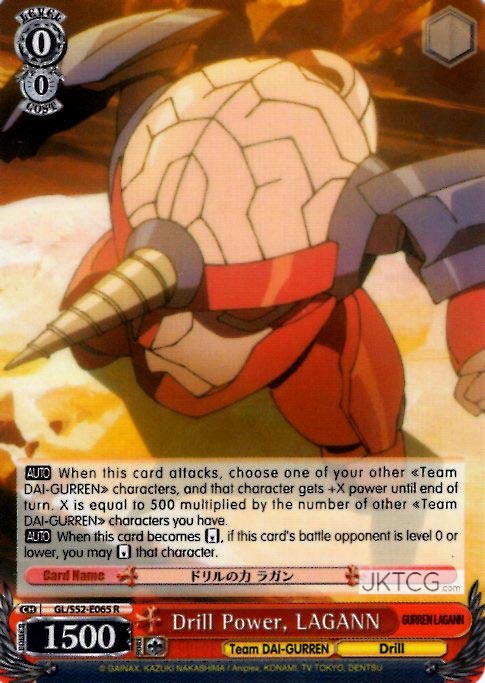 LEVEL
0
0
COST
AUTO When this card attacks, choose one of your other «Team
DAI-GURREN» characters, and that character gets +X power until end of
turn. X is equal to 500 multiplied by the number of other «Team
DAI-GURREN» characters you have.
AUTO When this card becomes [ ], if this card's battle opponent is level 0 or
lower, you may [ ] that character.
Card Name
ドリルの力 ラガン
JKTCG.com
CH
GL/S52-E065 R
Drill Power, LAGANN
GURREN LAGANN
POWER
1500
SOUL
Team DAI-GURREN
Drill
© GAINAX, KAZUKI NAKASHIMA / Aniplex, KONAMI, TV TOKYO, DENTSU